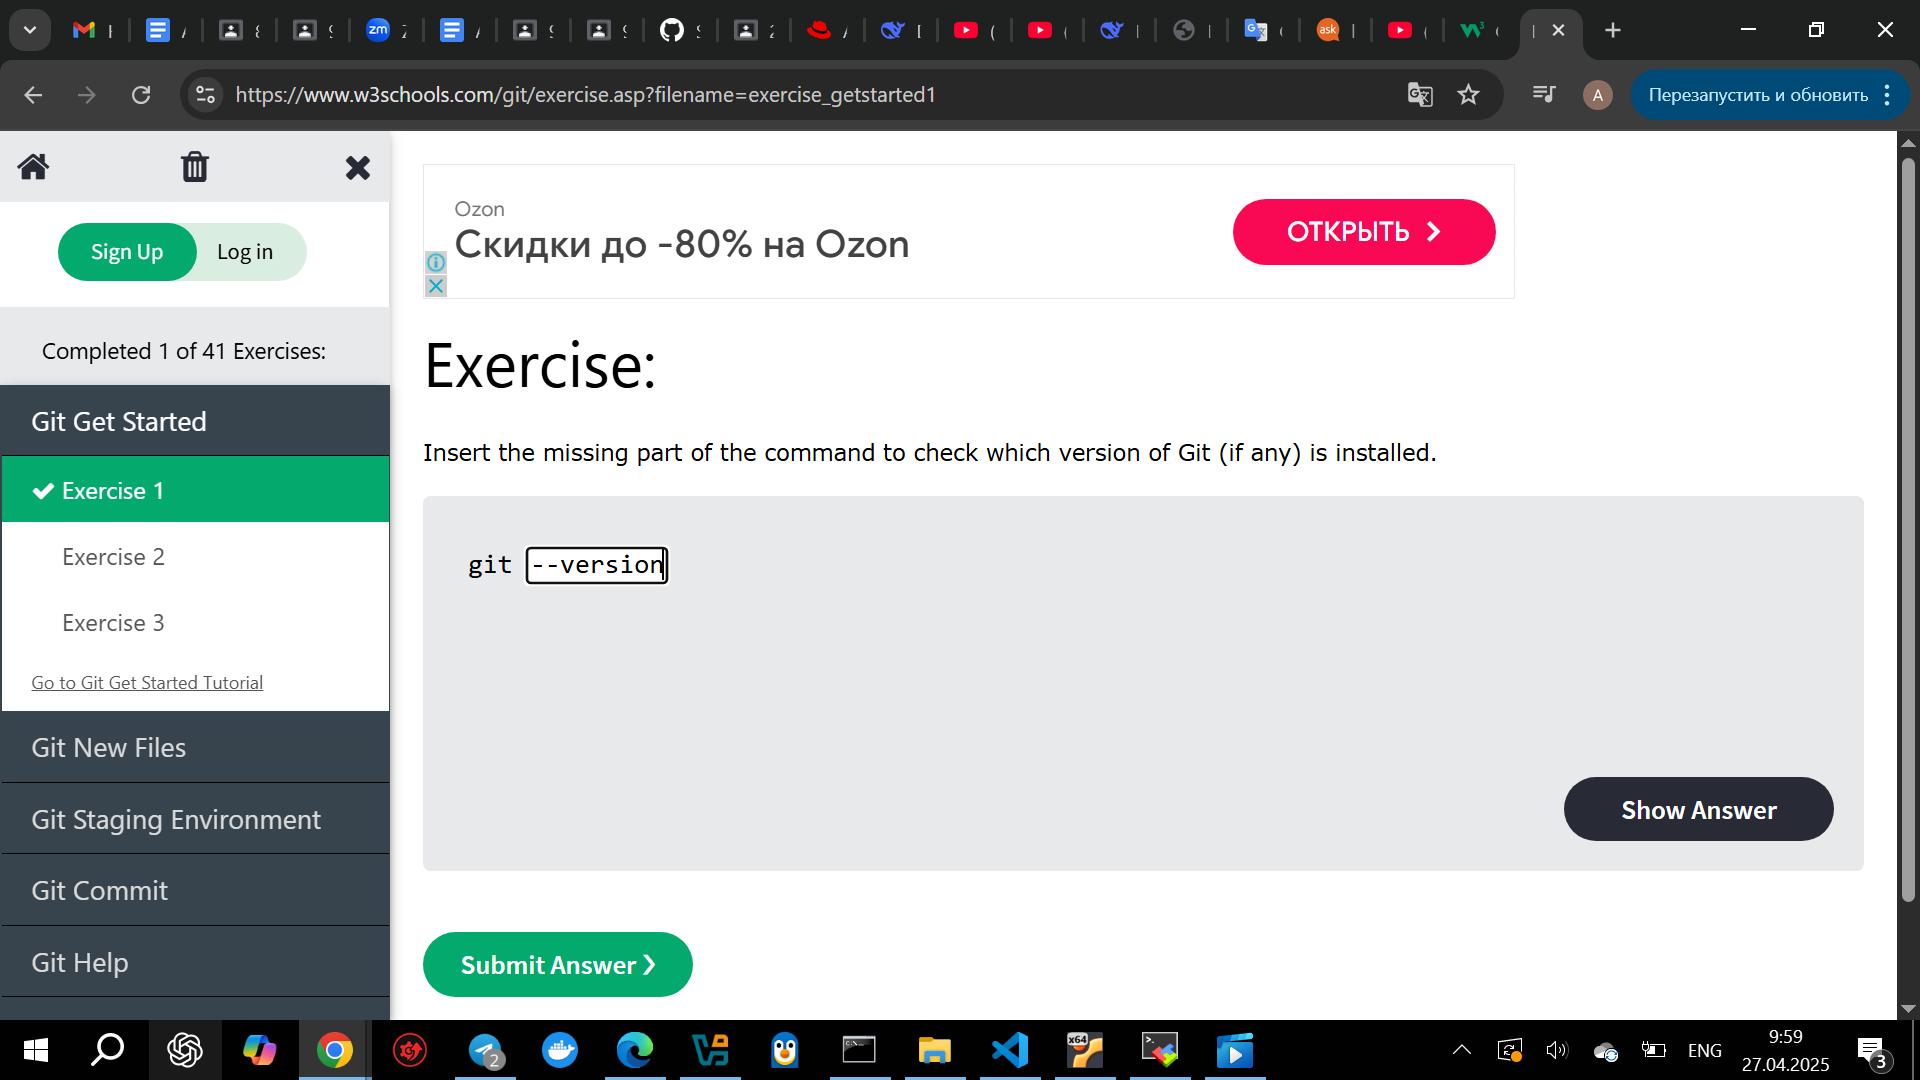 https://www.w3schools.com/git/exercise.asp?filename=exercise_getstarted1
A
Перезапустить и обновить
Sign Up
Log in
Completed 1 of 41 Exercises:
Git Get Started
Exercise 1
Exercise 2
Exercise 3
Go to Git Get Started Tutorial
Git New Files
Git Staging Environment
Git Commit
Git Help
Ozon
Скидки до -80% на Ozon
ОТКРЫТЬ
Exercise:
Insert the missing part of the command to check which version of Git (if any) is installed.
git --version
Show Answer
Submit Answer ❯
2
x64
ENG
9:59
27.04.2025
3